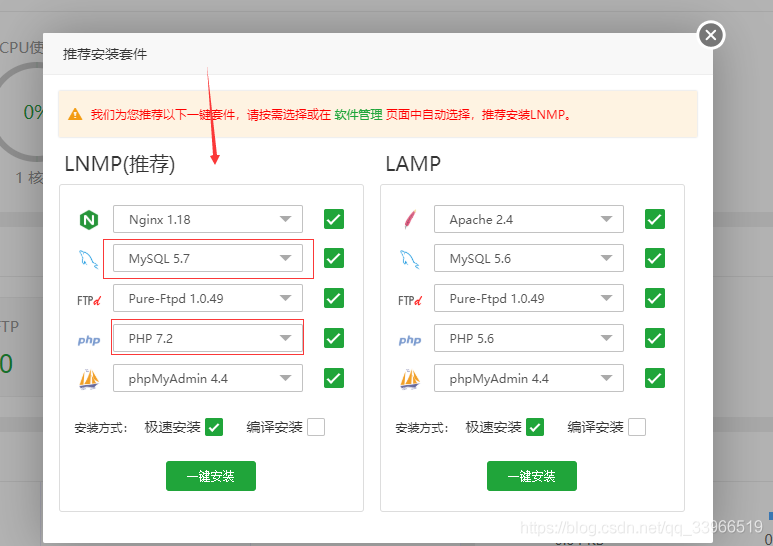 CPU使
推荐安装套件
0%
我们为您推荐以下一键套件，请按需选择或在 软件管理 页面中自动选择，推荐安装LNMP。
1 核
LNMP(推荐)
Nginx 1.18
MySQL 5.7
FTPd Pure-Ftpd 1.0.49
php PHP 7.2
phpMyAdmin 4.4
安装方式： 极速安装 编译安装
一键安装
LAMP
Apache 2.4
MySQL 5.6
FTPd Pure-Ftpd 1.0.49
php PHP 5.6
phpMyAdmin 4.4
安装方式： 极速安装 编译安装
一键安装
TP
0
https://blog.csdn.net/qq_33966519